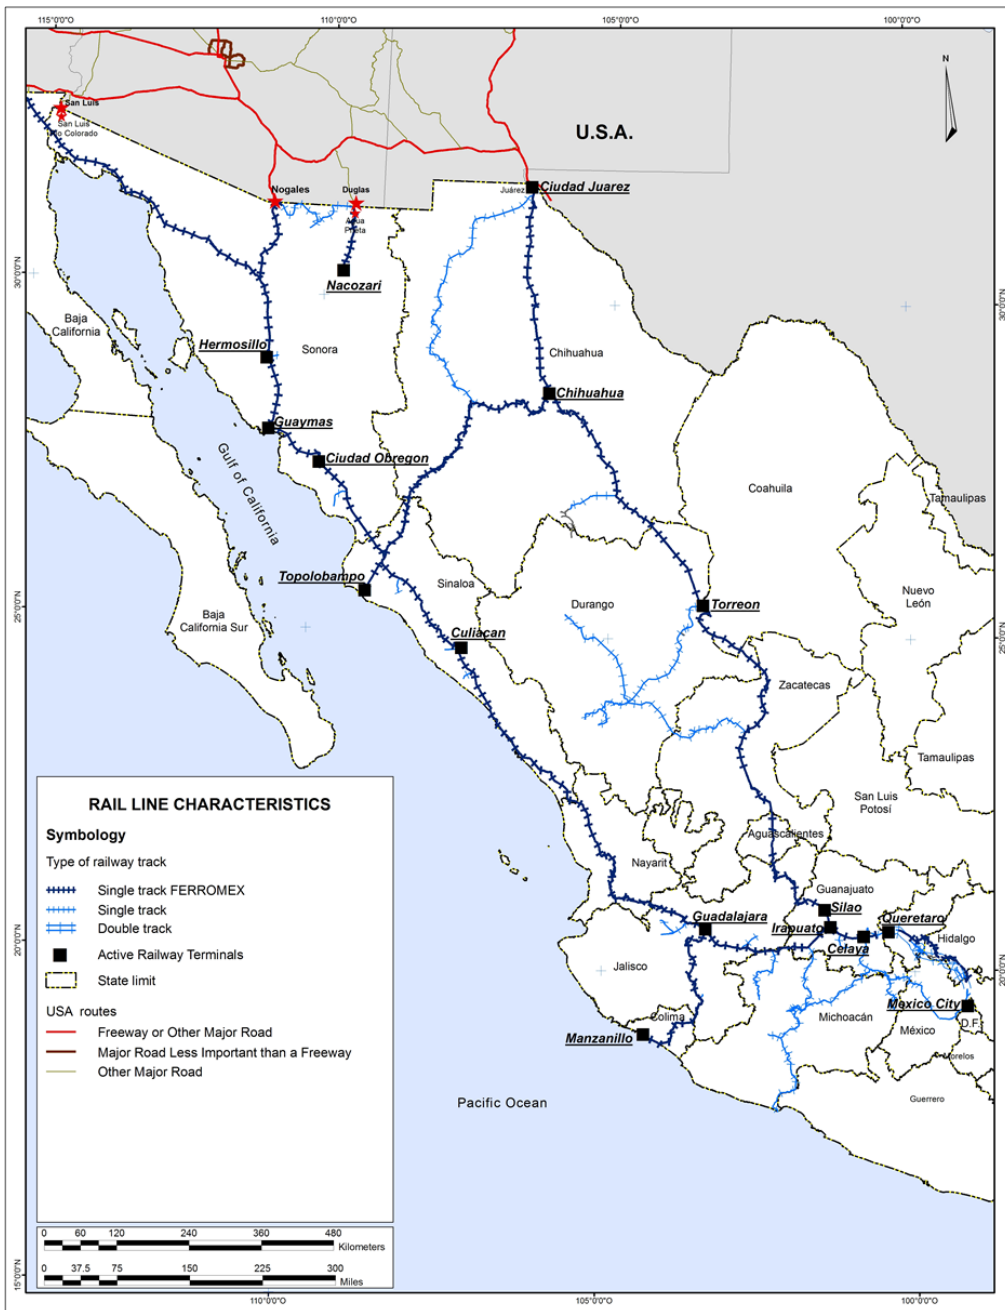 115°0'0"O
110°0'0"O
105°0'0"O
100°0'0"O
N
San Luis
San Luis
Colorado
U.S.A.
Nogales
Duglas
Agua
Prieta
Juárez
Ciudad Juarez
30°0'0"N
30°0'0"N
Nacozari
Baja
California
Hermosillo
Sonora
Chihuahua
Chihuahua
Guaymas
Ciudad Obregon
Gulf of California
Coahuila
Tamaulipas
Topolobampo
Sinaloa
Durango
Torreon
Nuevo
León
25°0'0"N
25°0'0"N
Baja
California Sur
Culiacan
Zacatecas
Tamaulipas
San Luis
Potosí
Aguascalientes
Nayarit
Guanajuato
Silao
Guadalajara
Irapuato
Queretaro
Celaya
Hidalgo
20°0'0"N
20°0'0"N
Jalisco
Colima
Michoacán
Mexico City
México
D.F.
Manzanillo
Morelos
Guerrero
Pacific Ocean
RAIL LINE CHARACTERISTICS
Symbology
Type of railway track
Single track FERROMEX
Single track
Double track
Active Railway Terminals
State limit
USA routes
Freeway or Other Major Road
Major Road Less Important than a Freeway
Other Major Road
0 60 120 240 360 480
Kilometers
0 37.5 75 150 225 300
Miles
15°0'0"N
110°0'0"O
105°0'0"O
100°0'0"O